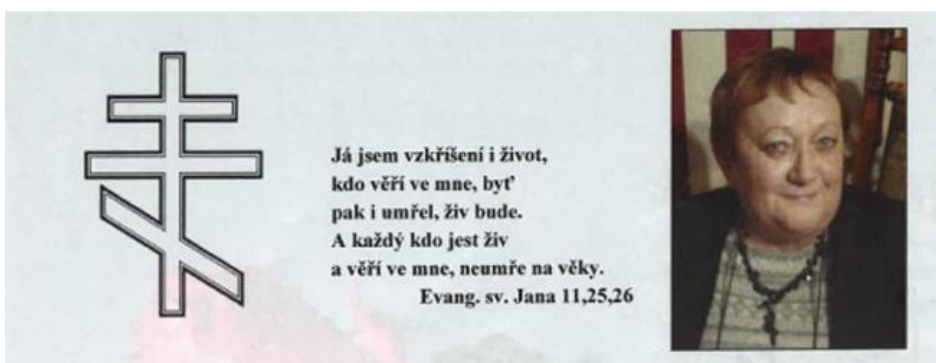 Já jsem vzkříšení i život,
kdo věří ve mne, byť
pak i umřel, živ bude.
A každý kdo jest živ
a věří ve mne, neumře na věky.
Evang. sv. Jana 11,25,26